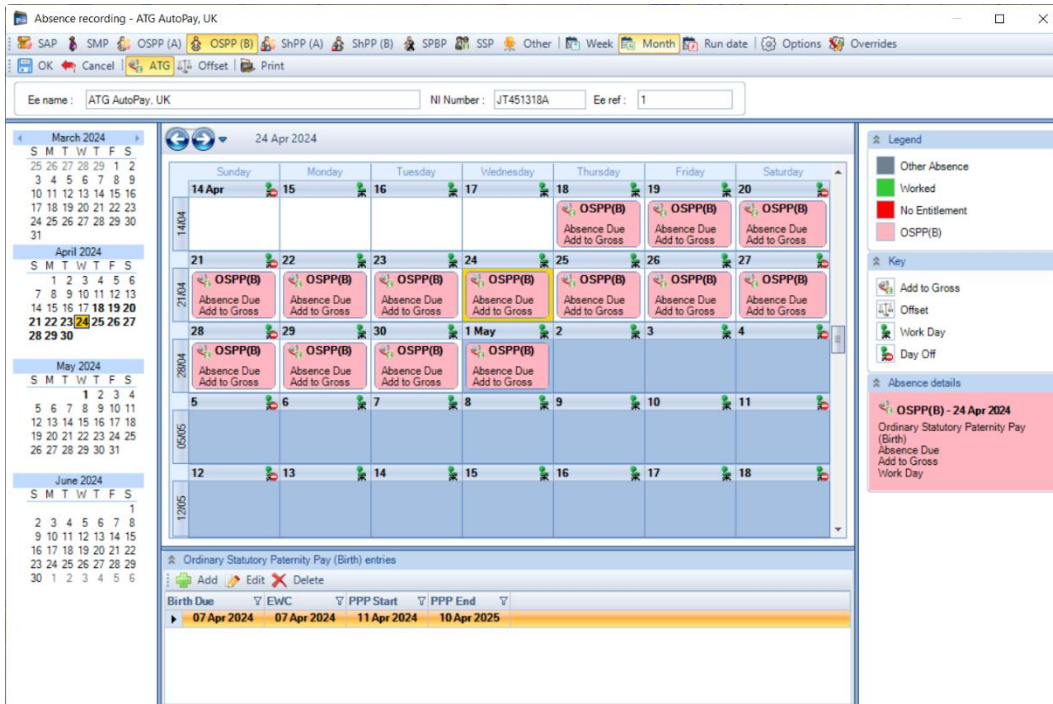 Absence recording - ATG AutoPay, UK
SAP SMP OSPP (A) OSPP (B) ShPP (A) ShPP (B) SPBP SSP Other Week Month Run date Options Overrides
OK Cancel ATG Offset Print
Ee name : ATG AutoPay, UK NI Number : JT451318A Ee ref : 1
March 2024
S M T W T F S
25 26 27 28 29 1 2
3 4 5 6 7 8 9
10 11 12 13 14 15 16
17 18 19 20 21 22 23
24 25 26 27 28 29 30
31
April 2024
S M T W T F S
1 2 3 4 5 6
7 8 9 10 11 12 13
14 15 16 17 18 19 20
21 22 23 24 25 26 27
28 29 30
May 2024
S M T W T F S
1 2 3 4
5 6 7 8 9 10 11
12 13 14 15 16 17 18
19 20 21 22 23 24 25
26 27 28 29 30 31
June 2024
S M T W T F S
1
2 3 4 5 6 7 8
9 10 11 12 13 14 15
16 17 18 19 20 21 22
23 24 25 26 27 28 29
30 1 2 3 4 5 6
24 Apr 2024
Sunday Monday Tuesday Wednesday Thursday Friday Saturday
14 Apr 15 16 17 18 19 20
14/04
OSPP(B) OSPP(B) OSPP(B)
Absence Due Absence Due Absence Due
Add to Gross Add to Gross Add to Gross
21 22 23 24 25 26 27
21/04
OSPP(B) OSPP(B) OSPP(B) OSPP(B) OSPP(B) OSPP(B) OSPP(B)
Absence Due Absence Due Absence Due Absence Due Absence Due Absence Due Absence Due
Add to Gross Add to Gross Add to Gross Add to Gross Add to Gross Add to Gross Add to Gross
28 29 30 1 May 2 3 4
28/04
OSPP(B) OSPP(B) OSPP(B) OSPP(B)
Absence Due Absence Due Absence Due Absence Due
Add to Gross Add to Gross Add to Gross Add to Gross
5 6 7 8 9 10 11
05/05
12 13 14 15 16 17 18
12/05
Ordinary Statutory Paternity Pay (Birth) entries
Add Edit Delete
Birth Due EWC PPP Start PPP End
07 Apr 2024 07 Apr 2024 11 Apr 2024 10 Apr 2025
Legend
Other Absence
Worked
No Entitlement
OSPP(B)
Key
Add to Gross
Offset
Work Day
Day Off
Absence details
OSPP(B) - 24 Apr 2024
Ordinary Statutory Paternity Pay
(Birth)
Absence Due
Add to Gross
Work Day